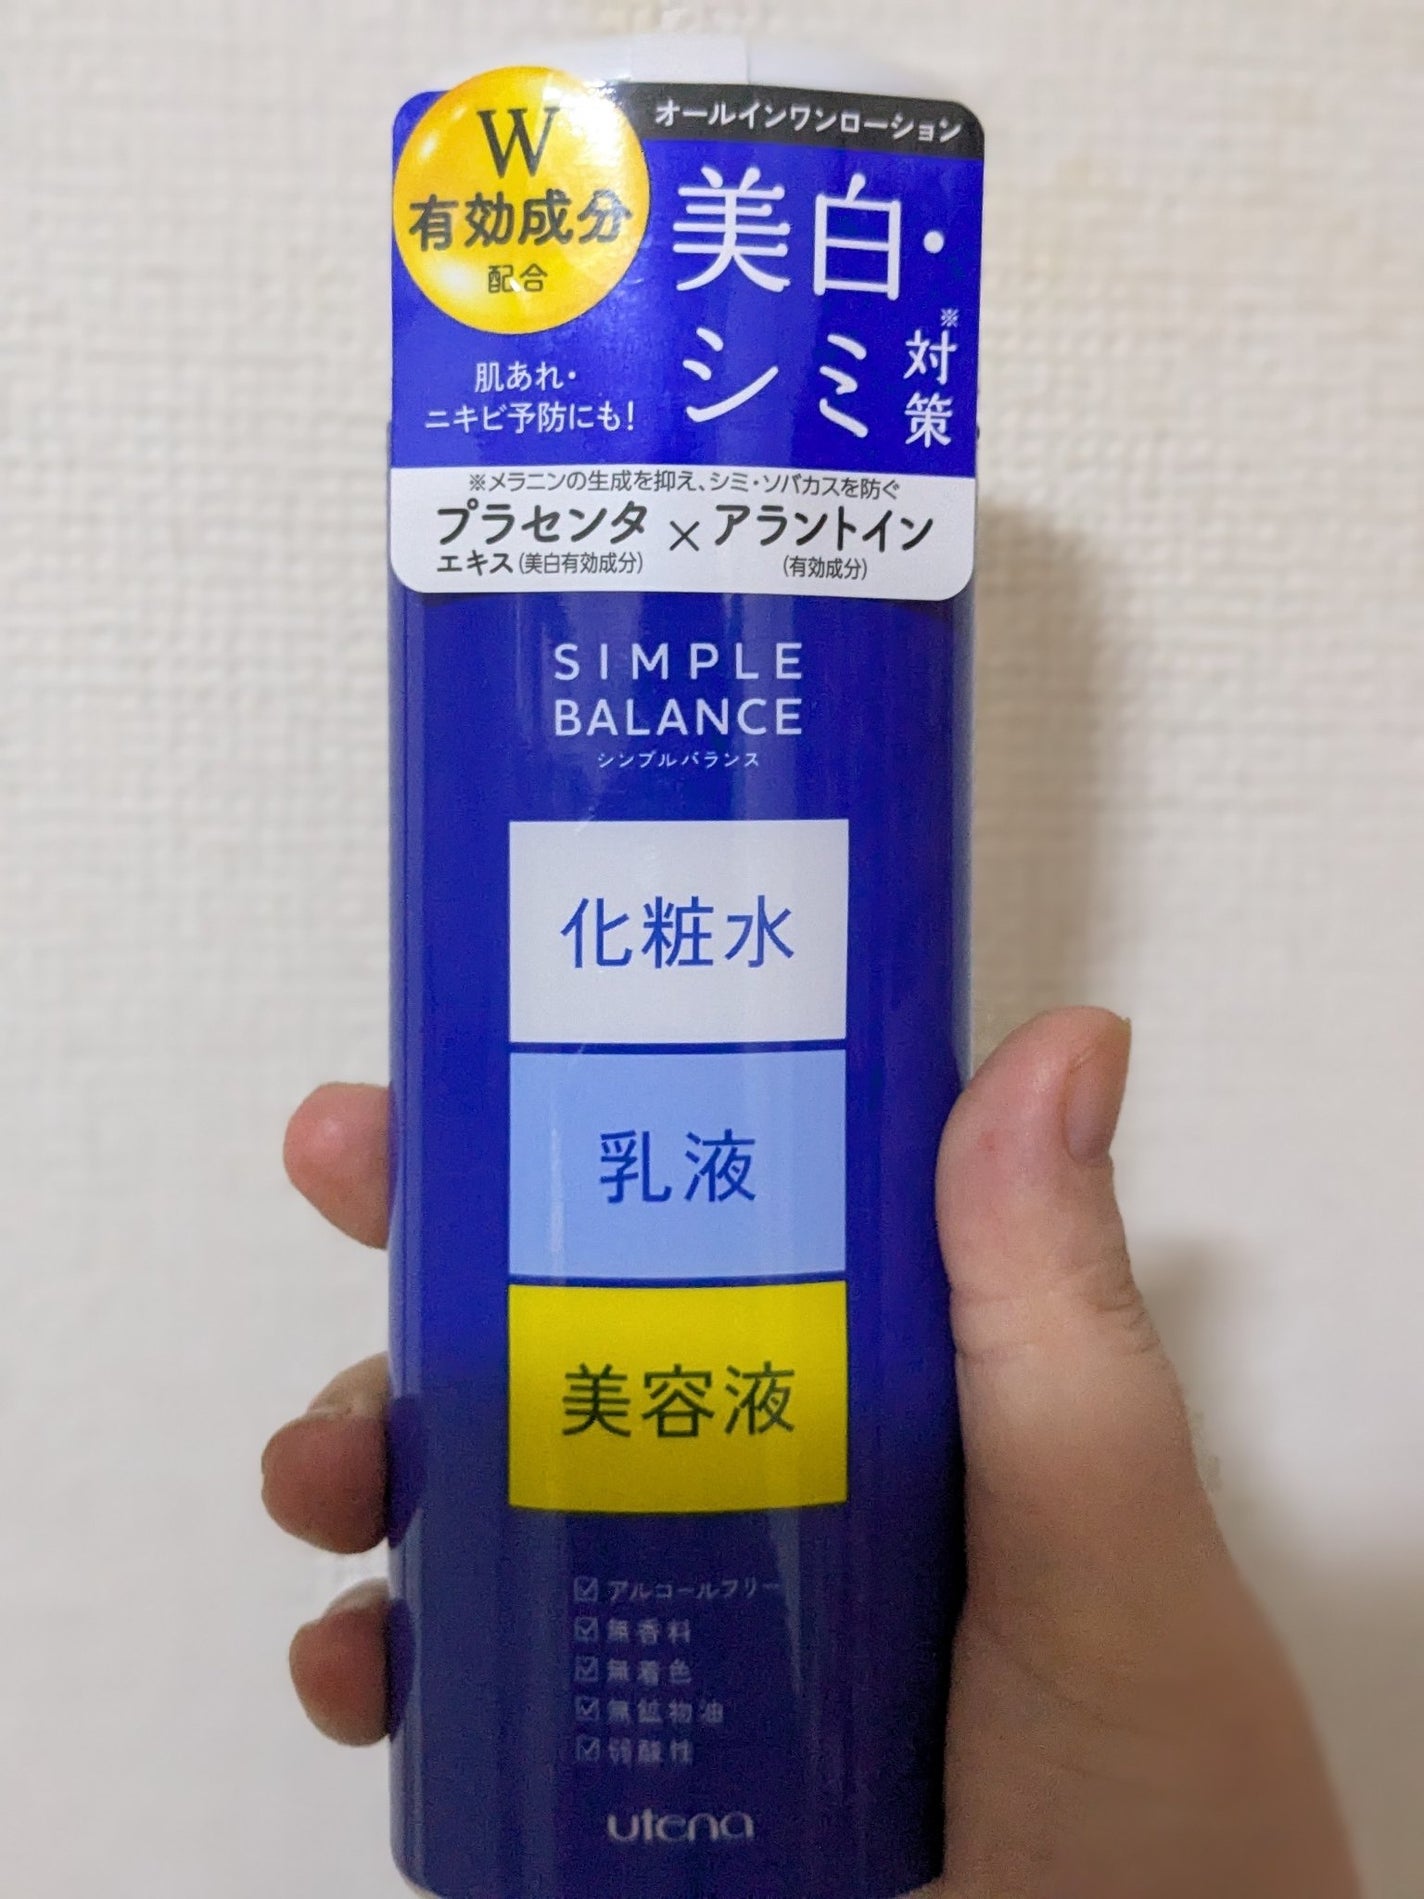 オールインワンローション
W
有効成分
配合
美白・
シミ※対策
肌あれ・
ニキビ予防にも！
※メラニンの生成を抑え、シミ・ソバカスを防ぐ
プラセンタ×アラントイン
エキス(美白有効成分) (有効成分)
SIMPLE
BALANCE
シンプルバランス
化粧水
乳液
美容液
☑アルコールフリー
☑無香料
☑無着色
☑無鉱物油
☑弱酸性
utena